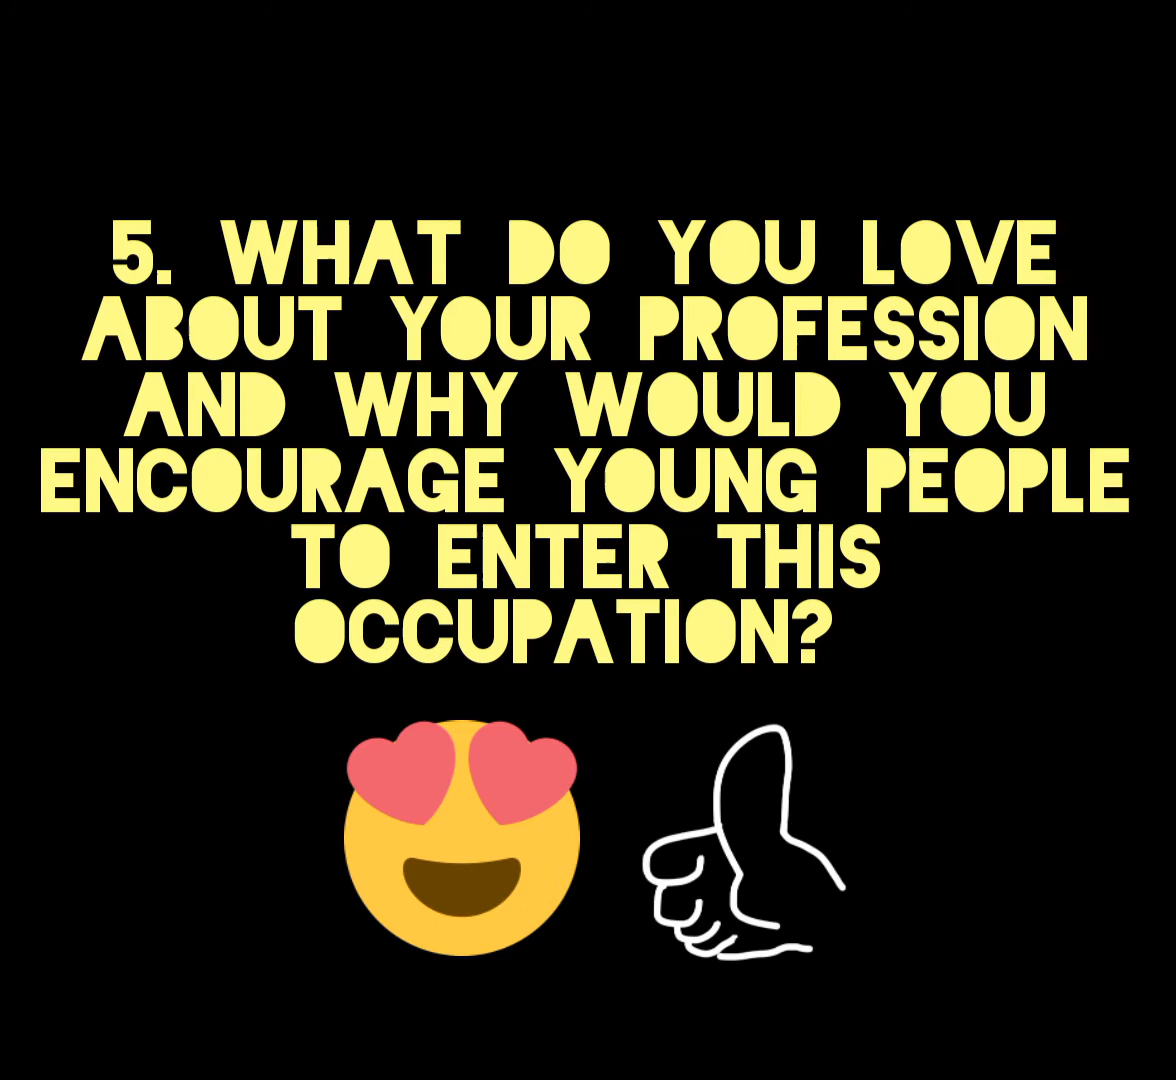 5. WHAT DO YOU LOVE
ABOUT YOUR PROFESSION
AND WHY WOULD YOU
ENCOURAGE YOUNG PEOPLE
TO ENTER THIS
OCCUPATION?